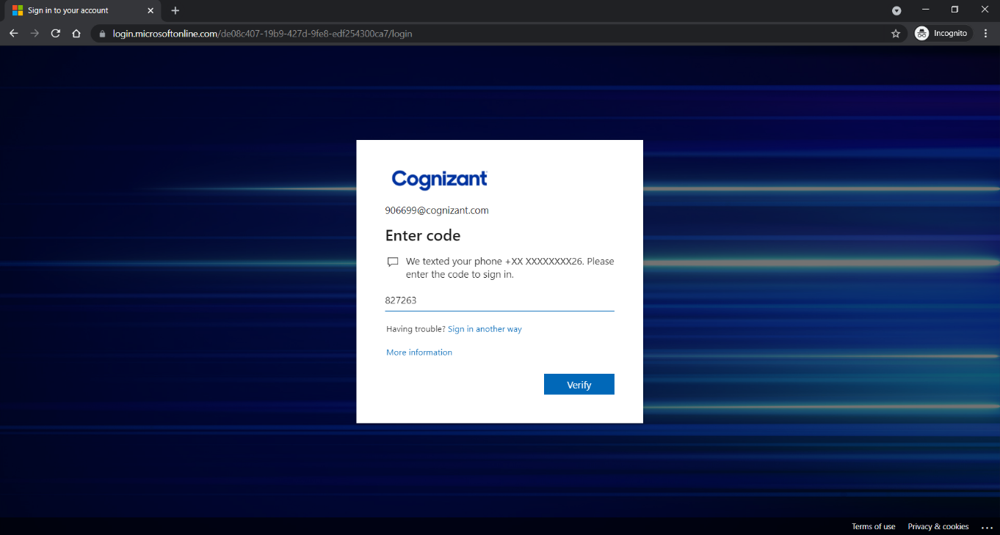 Sign in to your account
login.microsoftonline.com/de08c407-19b9-427d-9fe8-edf254300ca7/login
Incognito
Cognizant
906699@cognizant.com
Enter code
We texted your phone +XX XXXXXXXX26. Please
enter the code to sign in.
827263
Having trouble? Sign in another way
More information
Verify
Terms of use Privacy & cookies ...